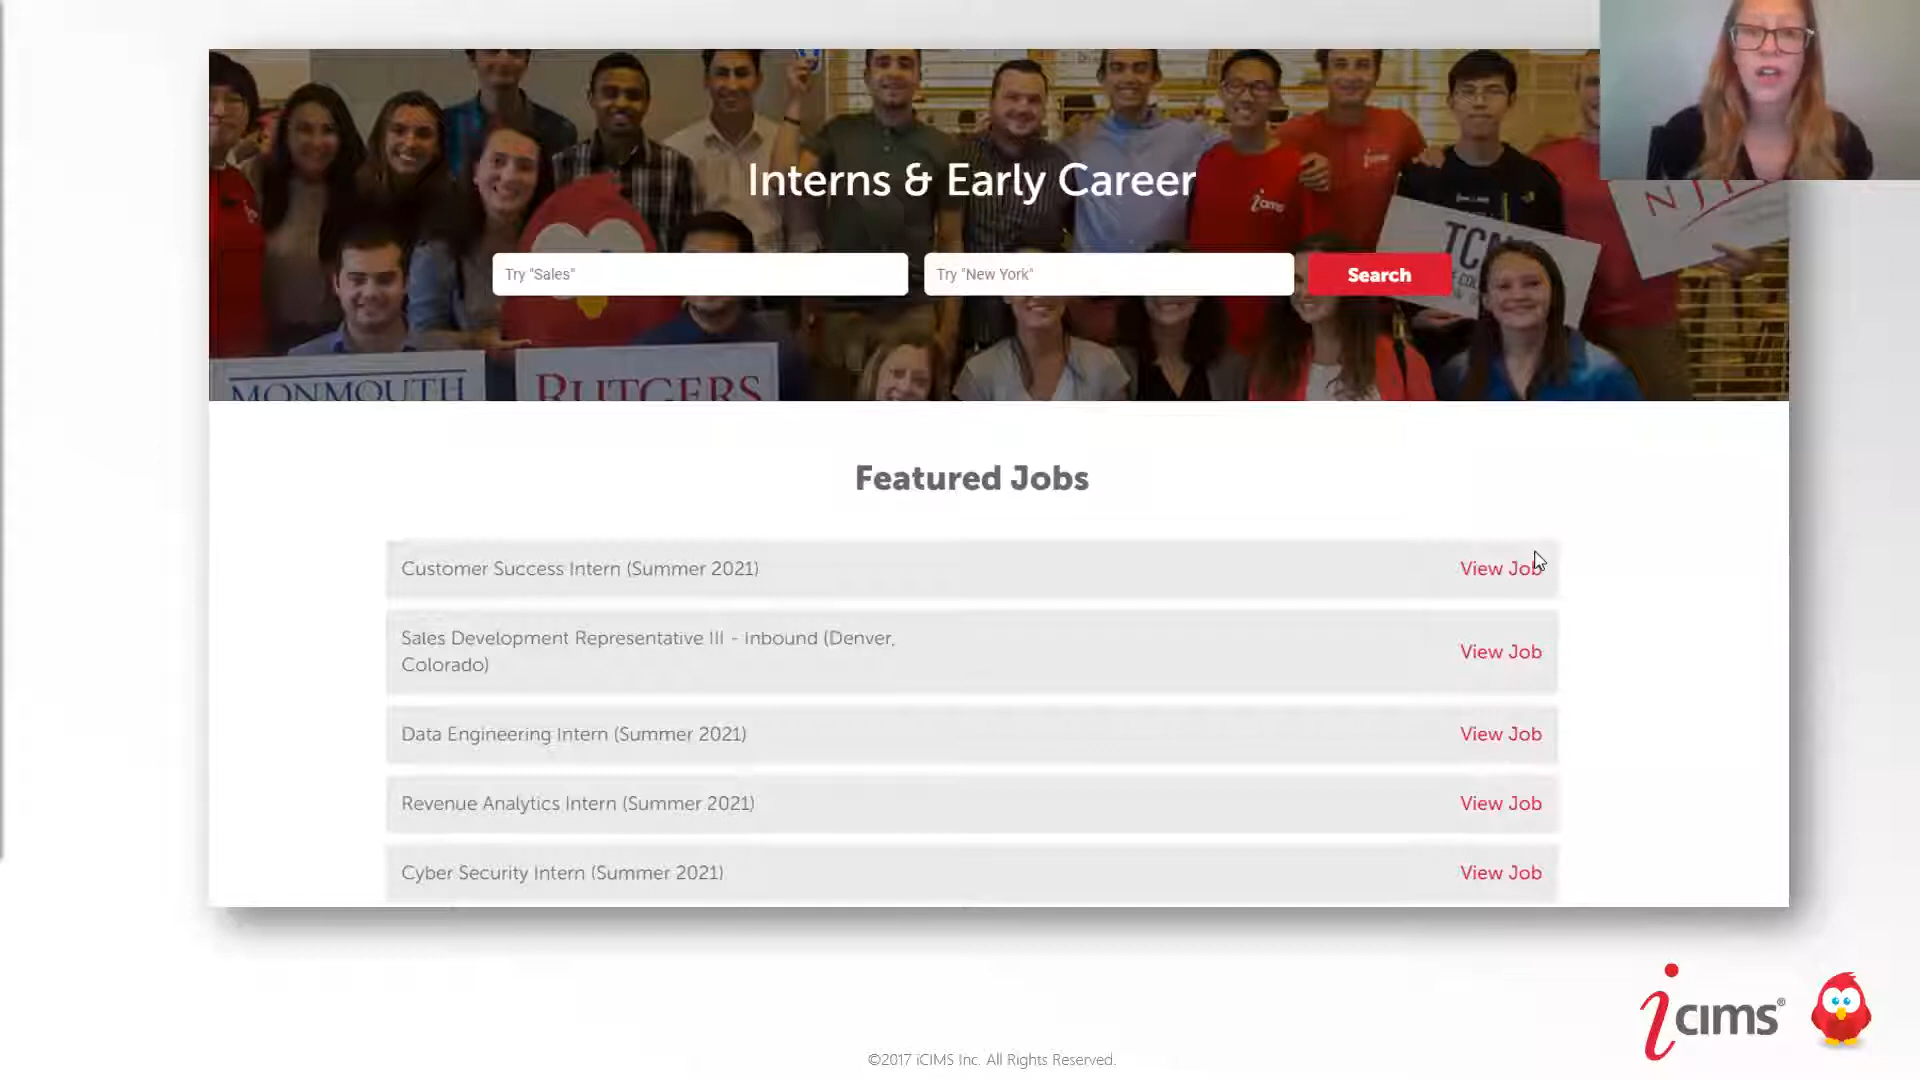 Interns & Early Career
icims
TCN
NJ
Try "Sales"
Try "New York"
Search
MONMOUTH
RUTGERS
Featured Jobs
Customer Success Intern (Summer 2021)
View Job
Sales Development Representative III - Inbound (Denver,
Colorado)
View Job
Data Engineering Intern (Summer 2021)
View Job
Revenue Analytics Intern (Summer 2021)
View Job
Cyber Security Intern (Summer 2021)
View Job
icims®
©2017 iCIMS Inc. All Rights Reserved.